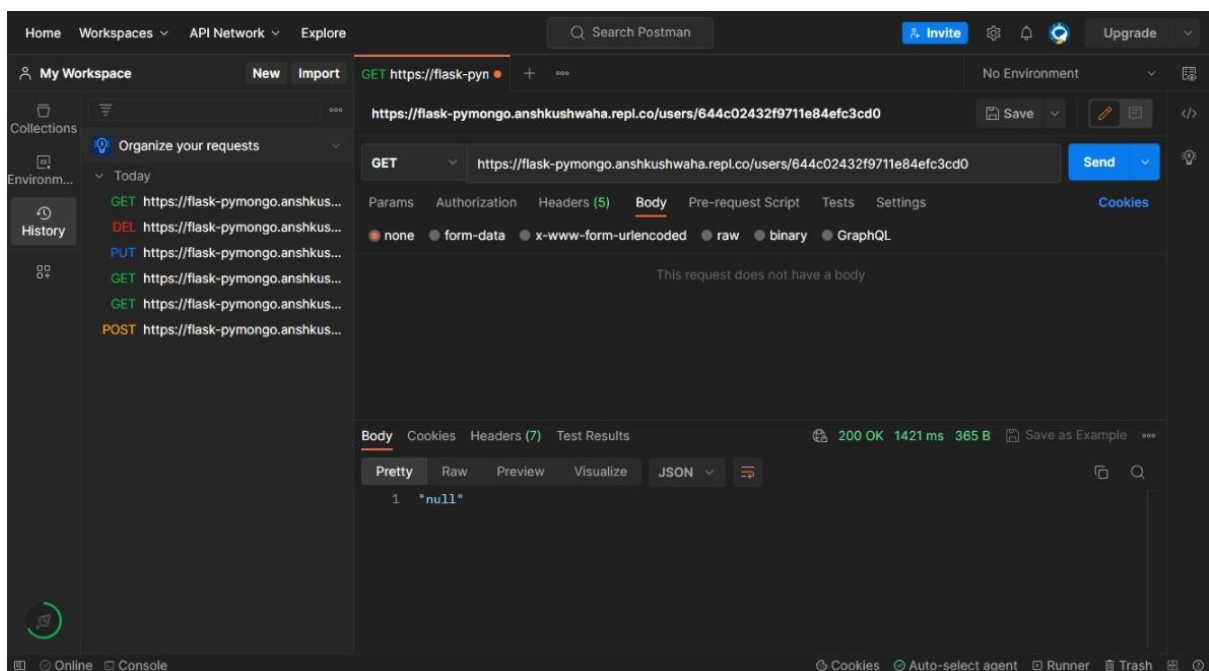 Home Workspaces API Network Explore Search Postman Invite Upgrade
My Workspace New Import GET https://flask-pyn No Environment
Collections
Environm...
History
Organize your requests
Today
GET https://flask-pymongo.anshkus...
DEL https://flask-pymongo.anshkus...
PUT https://flask-pymongo.anshkus...
GET https://flask-pymongo.anshkus...
GET https://flask-pymongo.anshkus...
POST https://flask-pymongo.anshkus...
https://flask-pymongo.anshkushwaha.repl.co/users/644c02432f9711e84efc3cd0 Save
GET https://flask-pymongo.anshkushwaha.repl.co/users/644c02432f9711e84efc3cd0 Send
Params Authorization Headers (5) Body Pre-request Script Tests Settings Cookies
none form-data x-www-form-urlencoded raw binary GraphQL
This request does not have a body
Body Cookies Headers (7) Test Results 200 OK 1421 ms 365 B Save as Example
Pretty Raw Preview Visualize JSON
1 "null"
Online Console Cookies Auto-select agent Runner Trash